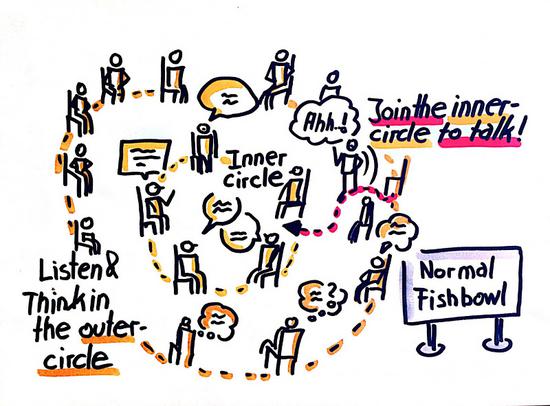 Ahh..!
Join the inner-
circle to talk!
Inner
circle
?
Listen &
Think in
the outer-
circle
Normal
Fishbowl